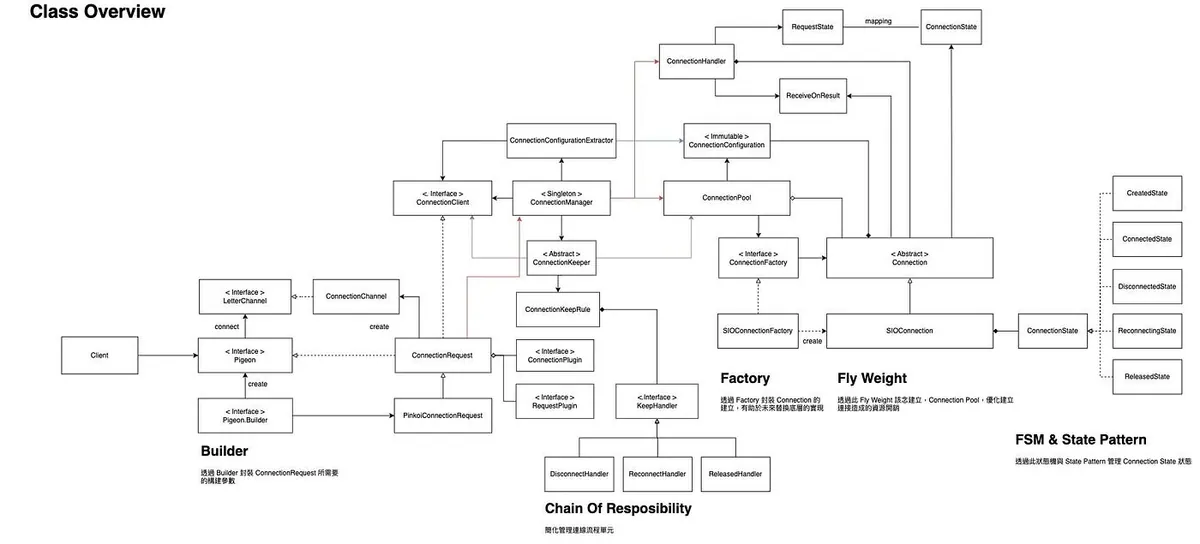 Class Overview
RequestState
mapping
ConnectionState
ConnectionHandler
ReceiveOnResult
ConnectionConfigurationExtractor
< Immutable >
ConnectionConfiguration
<. Interface >
ConnectionClient
< Singleton >
ConnectionManager
ConnectionPool
CreatedState
< Abstract >
ConnectionKeeper
< Interface >
ConnectionFactory
< Abstract >
Connection
ConnectedState
< Interface >
LetterChannel
ConnectionChannel
ConnectionKeepRule
DisconnectedState
connect
create
SIOConnectionFactory
create
SIOConnection
ConnectionState
ReconnectingState
Client
< Interface >
Pigeon
ConnectionRequest
< Interface >
ConnectionPlugin
create
ReleasedState
< Interface >
Pigeon.Builder
PinkoiConnectionRequest
< Interface >
RequestPlugin
<.Interface >
KeepHandler
Factory
透過 Factory 封裝 Connection 的
建立，有助於未來替換底層的實現
Fly Weight
透過此 Fly Weight 該念建立，Connection Pool，優化建立
連接造成的資源開銷
FSM & State Pattern
透過此狀態機與 State Pattern 管理 Connection State 狀態
Builder
透過 Builder 封裝 ConnectionRequest 所需要
的構建參數
DisconnectHandler
ReconnectHandler
ReleasedHandler
Chain Of Resposibility
簡化管理連線流程單元